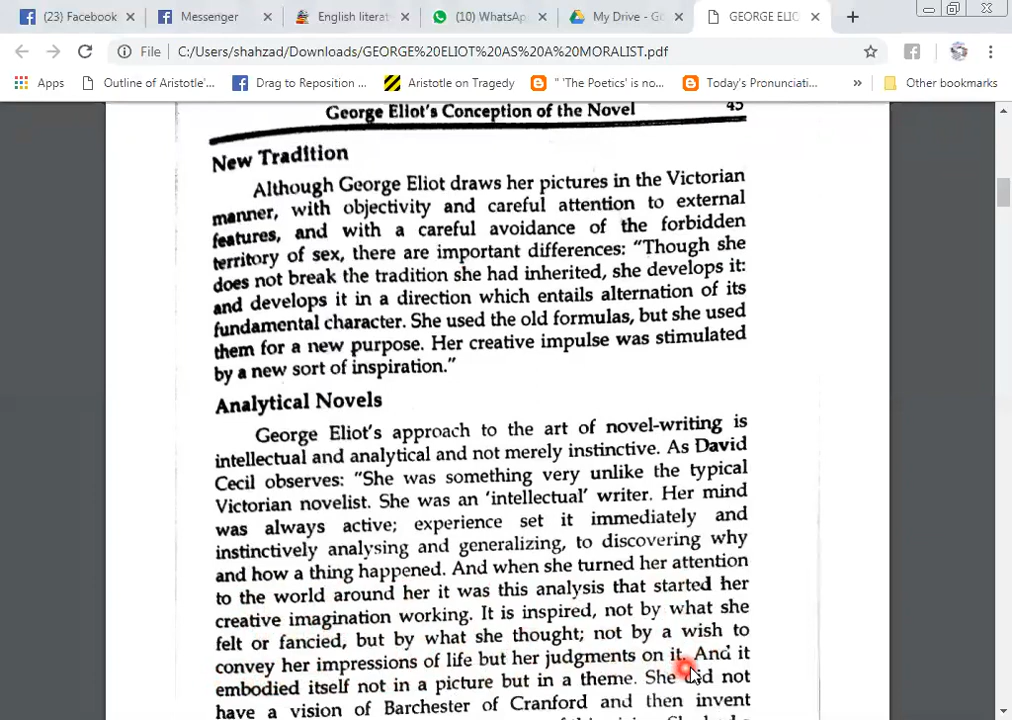 (23) Facebook
Messenger
English literat
(10) WhatsAp
My Drive - Go
GEORGE ELIO
File C:/Users/shahzad/Downloads/GEORGE%20ELIOT%20AS%20A%20MORALIST.pdf
Apps
Outline of Aristotle'...
Drag to Reposition ...
Aristotle on Tragedy
" 'The Poetics' is no...
Today's Pronunciati...
»
Other bookmarks
George Eliot's Conception of the Novel 45
New Tradition
Although George Eliot draws her pictures in the Victorian
manner, with objectivity and careful attention to external
features, and with a careful avoidance of the forbidden
territory of sex, there are important differences: "Though she
does not break the tradition she had inherited, she develops it:
and develops it in a direction which entails alternation of its
fundamental character. She used the old formulas, but she used
them for a new purpose. Her creative impulse was stimulated
by a new sort of inspiration."
Analytical Novels
George Eliot's approach to the art of novel-writing is
intellectual and analytical and not merely instinctive. As David
Cecil observes: "She was something very unlike the typical
Victorian novelist. She was an 'intellectual' writer. Her mind
was always active; experience set it immediately and
instinctively analysing and generalizing, to discovering why
and how a thing happened. And when she turned her attention
to the world around her it was this analysis that started her
creative imagination working. It is inspired, not by what she
felt or fancied, but by what she thought; not by a wish to
convey her impressions of life but her judgments on it. And it
embodied itself not in a picture but in a theme. She did not
have a vision of Barchester of Cranford and then invent